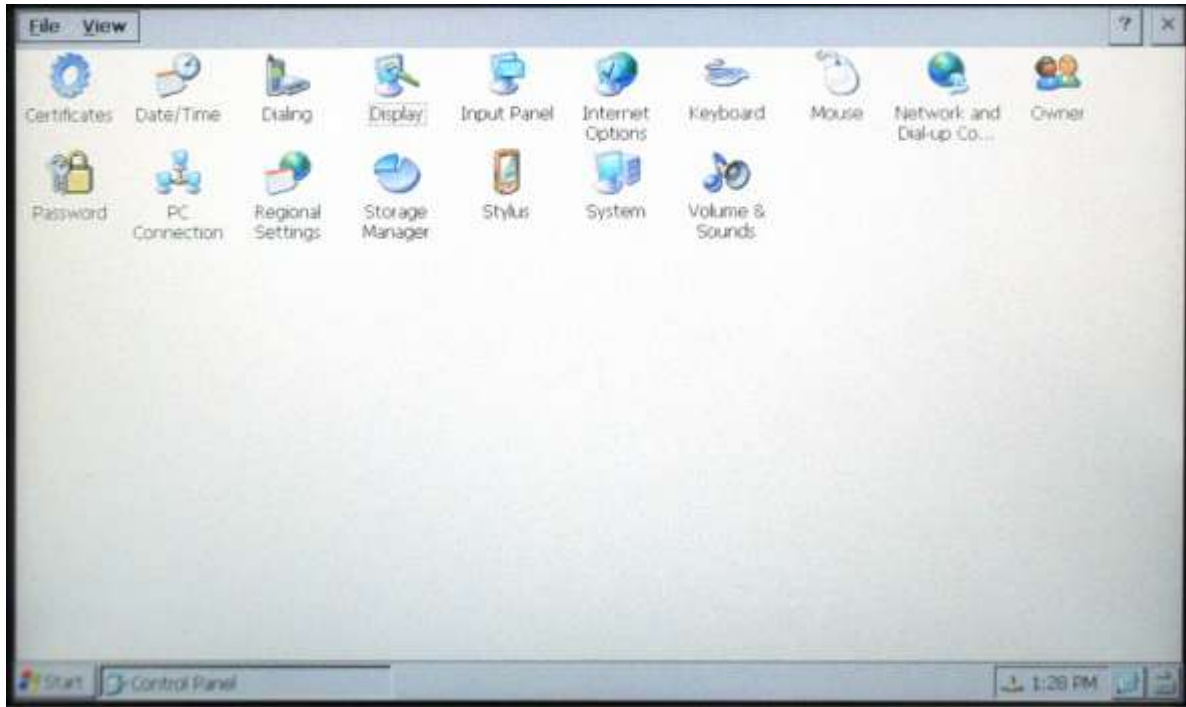 File View ? ×
Certificates Date/Time Dialing Display Input Panel Internet Options Keyboard Mouse Network and Dial-up Co... Owner
Password PC Connection Regional Settings Storage Manager Stylus System Volume & Sounds
Start Control Panel 1:28 PM